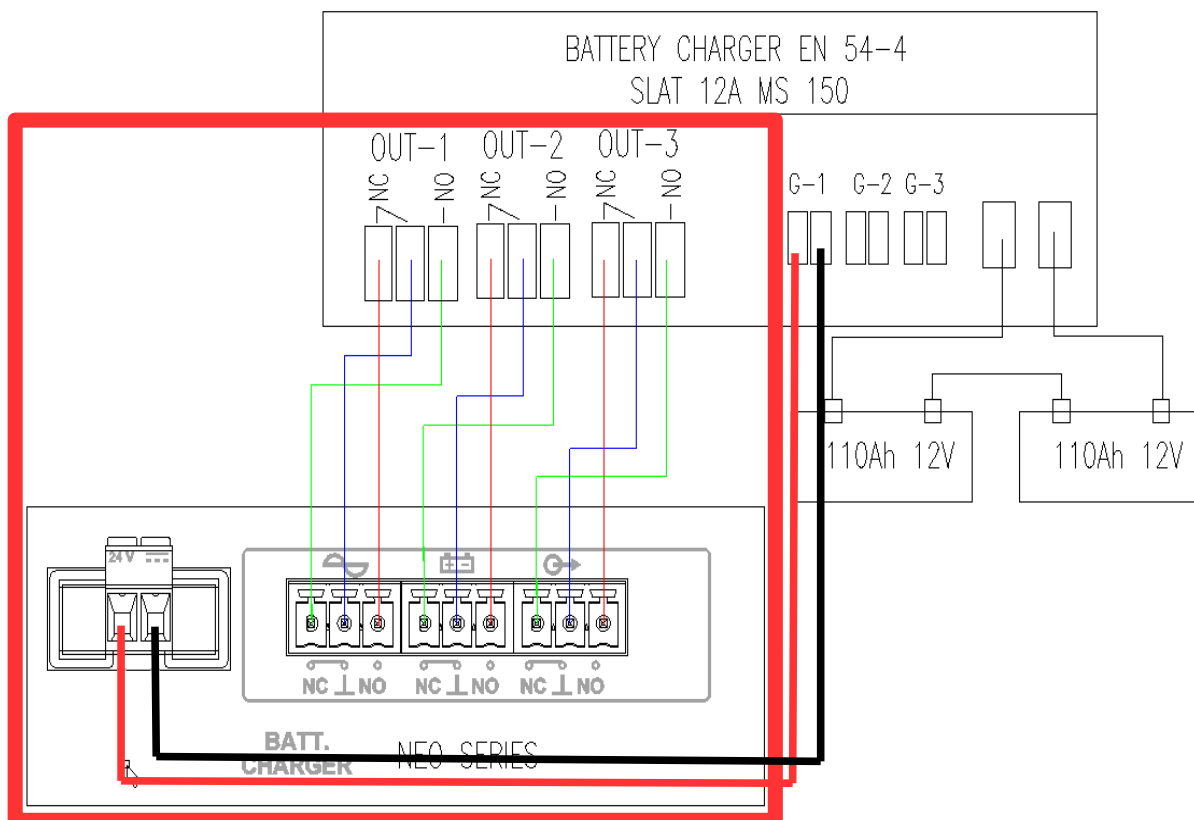 BATTERY CHARGER EN 54-4
SLAT 12A MS 150
OUT-1 OUT-2 OUT-3
NC NO NC NO NC NO
G-1 G-2 G-3
110Ah 12V 110Ah 12V
24V
NC NO NC NO NC NO
BATT.
CHARGER
NEO SERIES